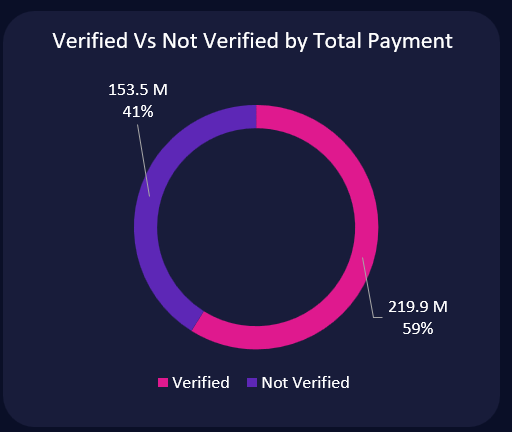 Verified Vs Not Verified by Total Payment
153.5 M
41%
219.9 M
59%
Verified
Not Verified